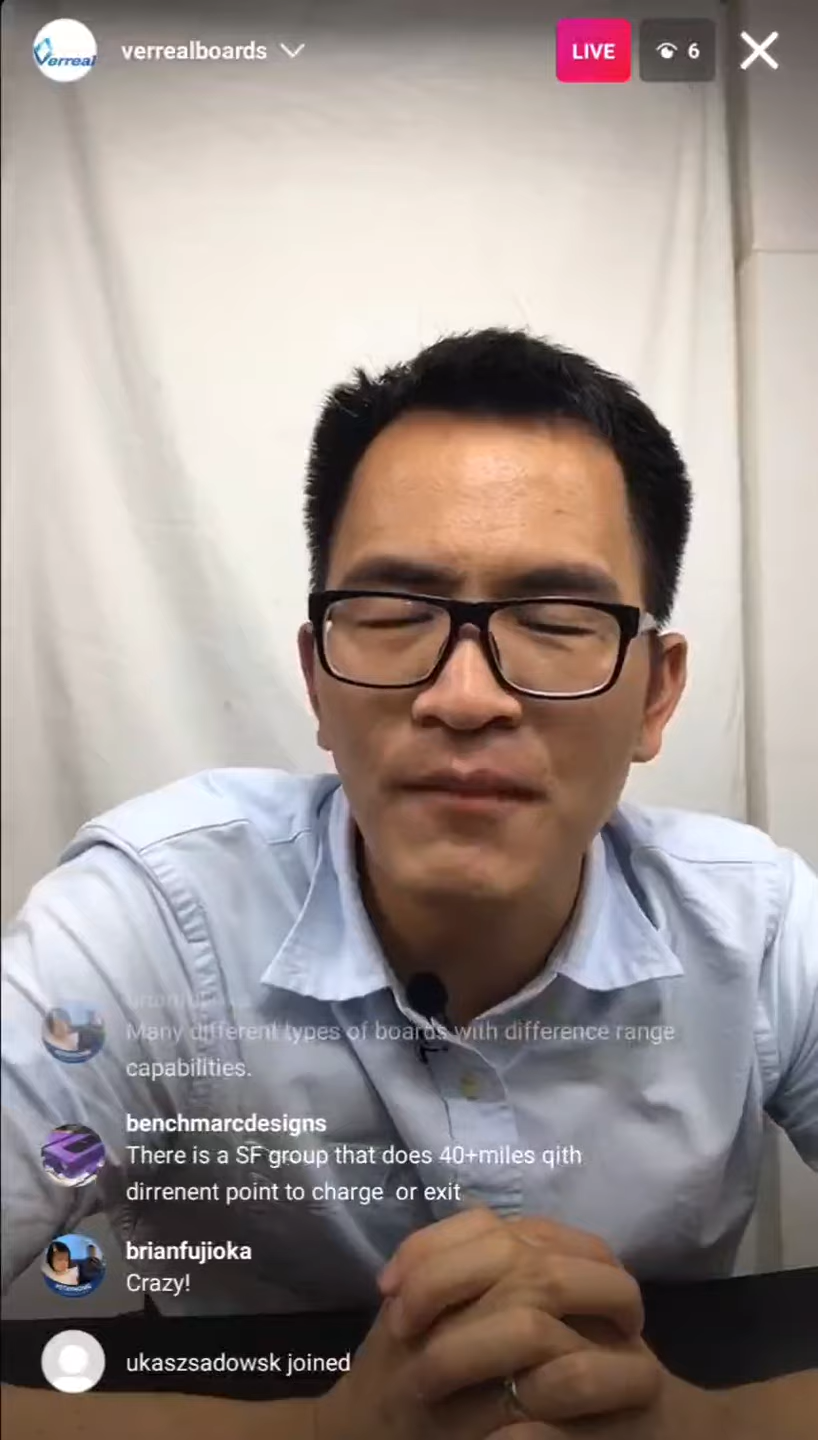 verreal
verrealboards
LIVE
6
Many different types of boards with difference range
capabilities.
benchmarcdesigns
There is a SF group that does 40+miles qith
dirrenent point to charge or exit
brianfujioka
Crazy!
ukaszsadowsk joined